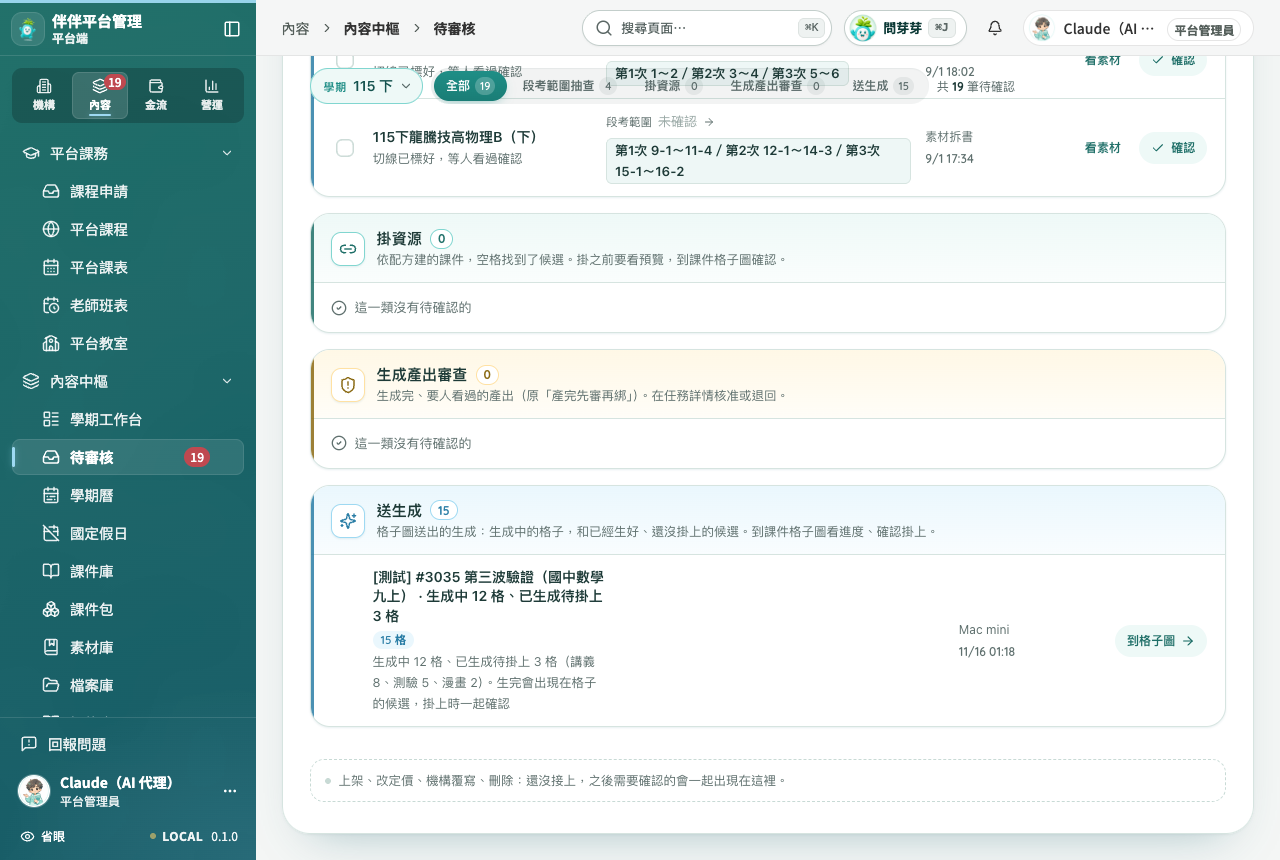 伴伴平台管理
平台端
機構
內容
19
金流
營運
平台課務
課程申請
平台課程
平台課表
老師班表
平台教室
內容中樞
學期工作台
待審核
19
學期曆
國定假日
課件庫
課件包
素材庫
檔案庫
回報問題
Claude（AI 代理）
平台管理員
省眼
LOCAL 0.1.0
內容 > 待審核
內容 > 內容中樞 > 待審核
搜尋頁面…
⌘K
問芽芽
⌘J
Claude（AI …
平台管理員
切線已標好，等人看過確認
第1次 1～2 / 第2次 3～4 / 第3次 5～6
9/1 18:02
看素材
確認
學期 115 下
全部 19
段考範圍抽查 4
掛資源 0
生成產出審查 0
送生成 15
共 19 筆待確認
115下龍騰技高物理B（下）
切線已標好，等人看過確認
段考範圍 未確認 →
第1次 9-1～11-4 / 第2次 12-1～14-3 / 第3次
15-1～16-2
素材拆書
9/1 17:34
看素材
確認
掛資源 0
依配方建的課件，空格找到了候選。掛之前要看預覽，到課件格子圖確認。
這一類沒有待確認的
生成產出審查 0
生成完、要人看過的產出（原「產完先審再綁」）。在任務詳情核准或退回。
這一類沒有待確認的
送生成 15
格子圖送出的生成：生成中的格子，和已經生好、還沒掛上的候選。到課件格子圖看進度、確認掛上。
[測試] #3035 第三波驗證（國中數學
九上） · 生成中 12 格、已生成待掛上
3 格
15 格
生成中 12 格、已生成待掛上 3 格（講義
8、測驗 5、漫畫 2）。生完會出現在格子
的候選，掛上時一起確認
Mac mini
11/16 01:18
到格子圖 →
上架、改定價、機構覆寫、刪除：還沒接上，之後需要確認的會一起出現在這裡。